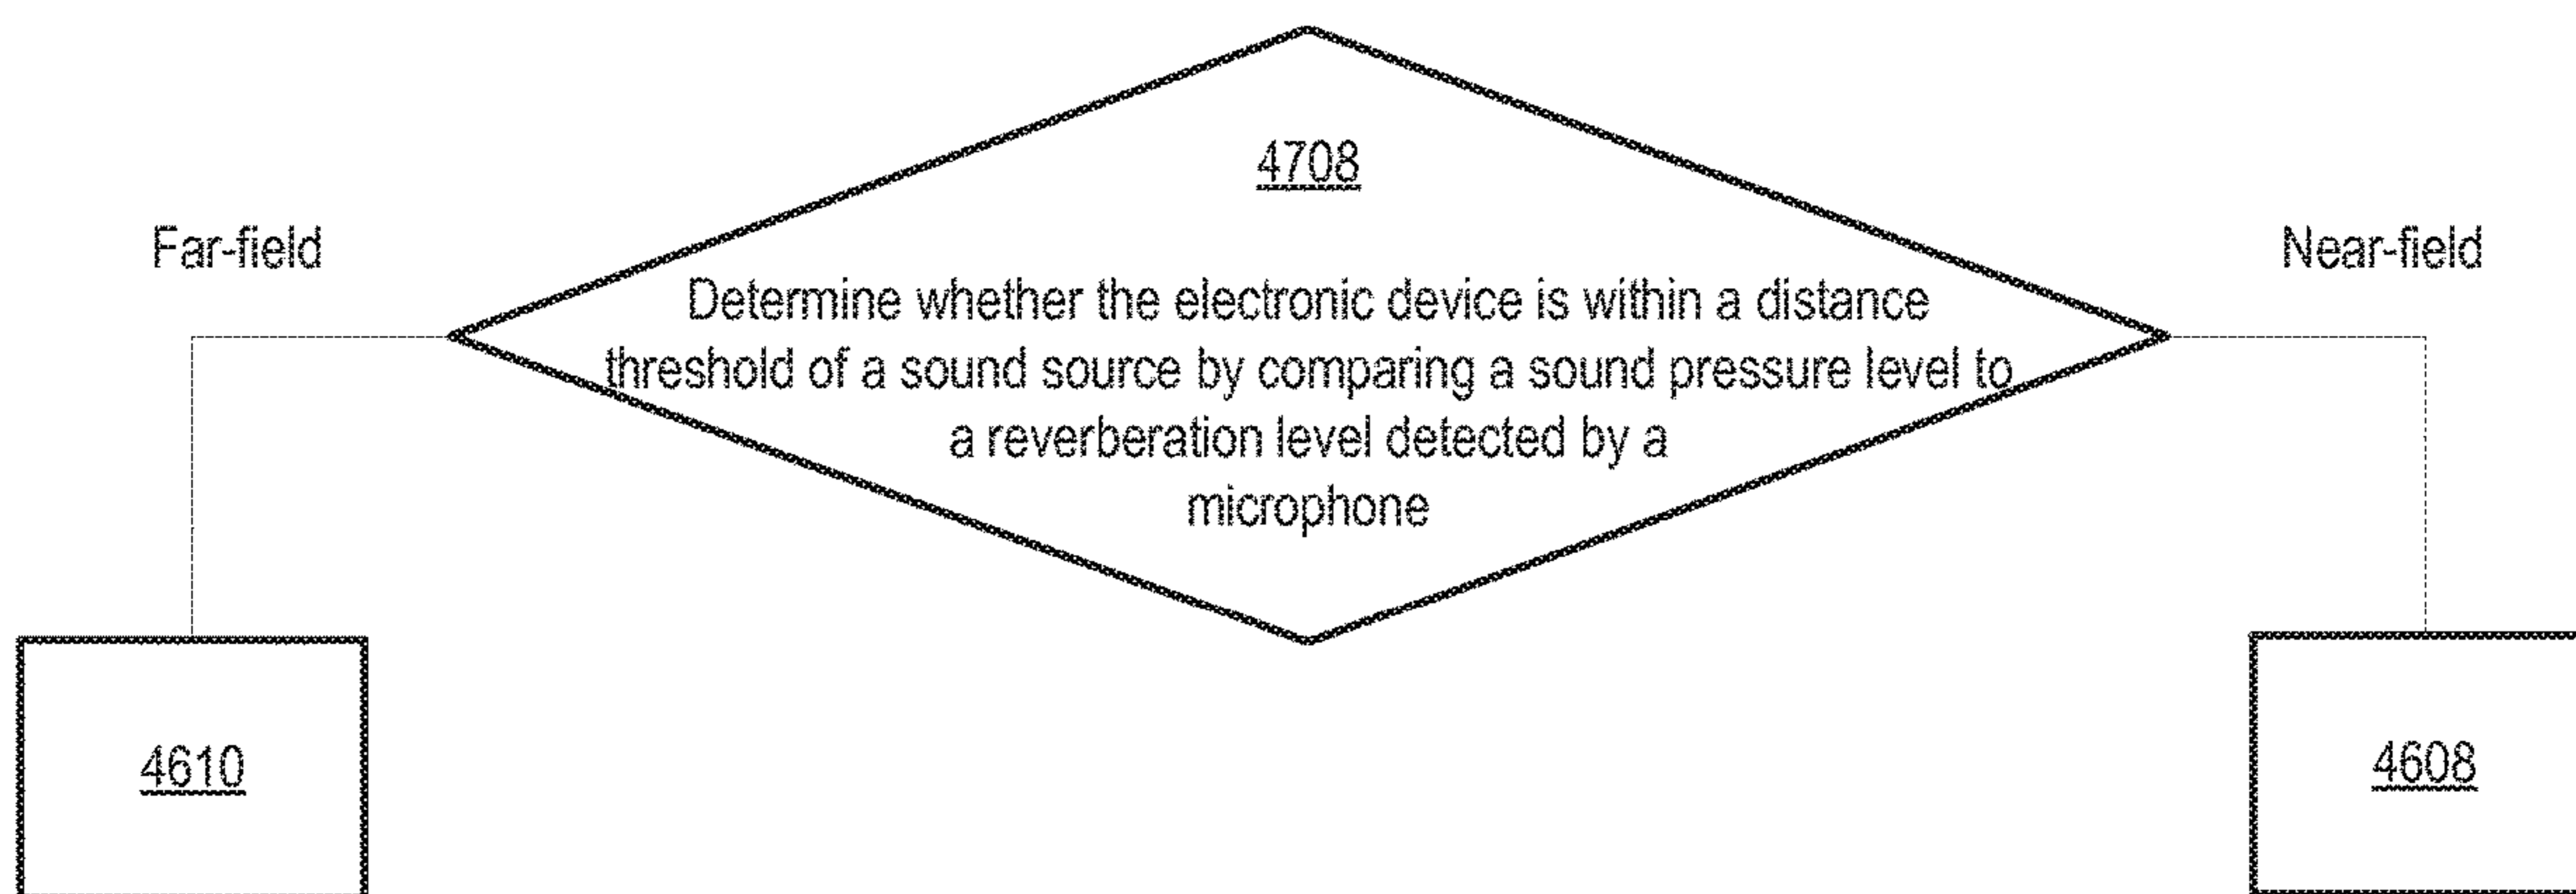 4708
Far-field
Near-field
Determine whether the electronic device is within a distance
threshold of a sound source by comparing a sound pressure level to
a reverberation level detected by a
microphone
4610
4608